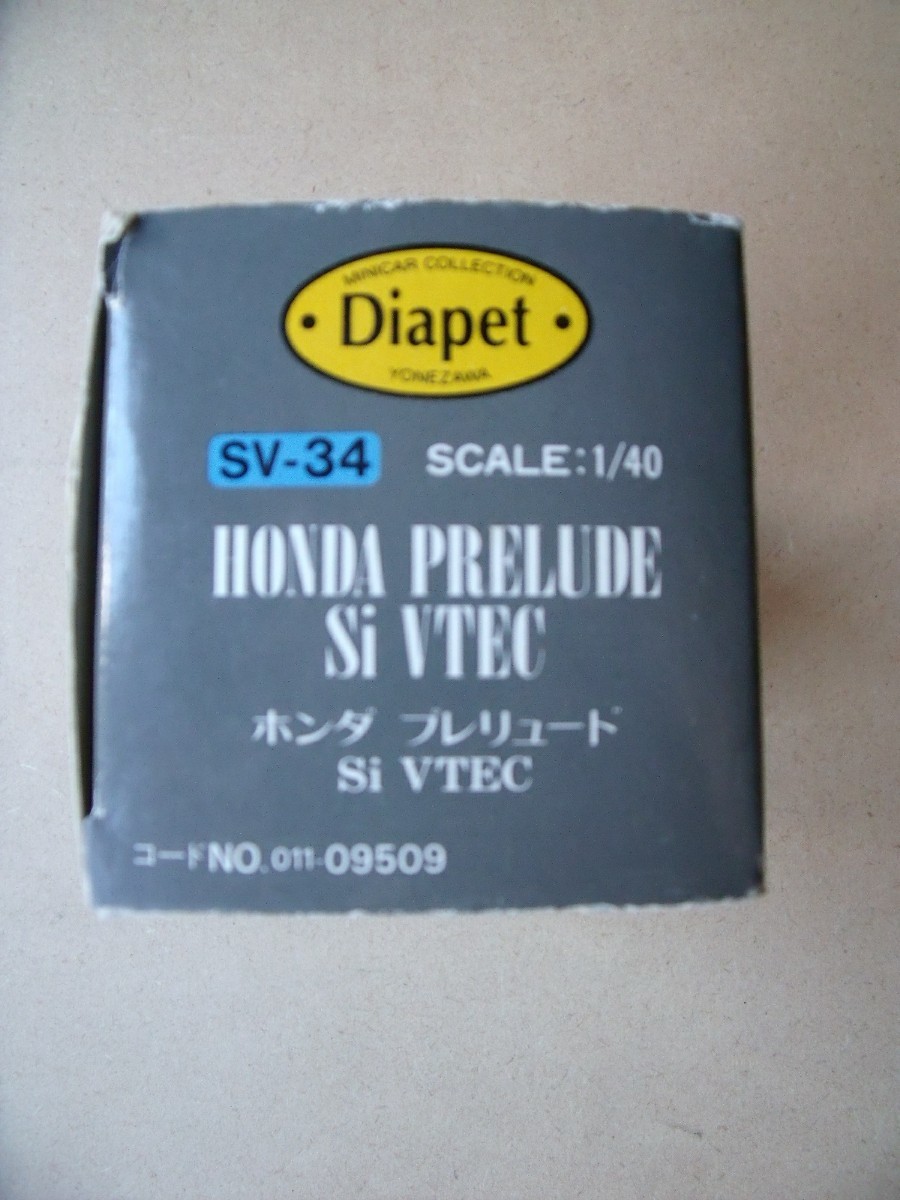 MINICAR COLLECTION
• Diapet •
YONEZAWA
SV-34 SCALE:1/40
HONDA PRELUDE
Si VTEC
ホンダ プレリュード
Si VTEC
コードNO.011-09509